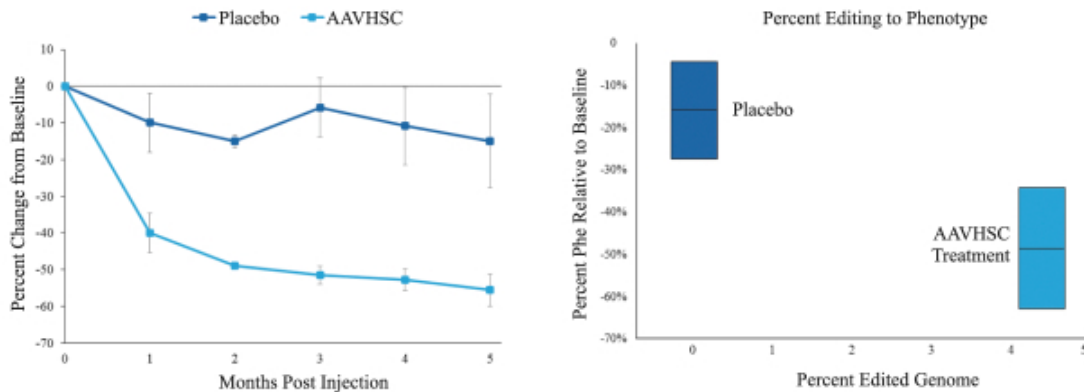 Placebo AAVHSC
Percent Change from Baseline
10
0
-10
-20
-30
-40
-50
-60
-70
0 1 2 3 4 5
Months Post Injection
Percent Editing to Phenotype
Percent Phe Relative to Baseline
0
-10%
-20%
-30%
-40%
-50%
-60%
-70%
Placebo
AAVHSC
Treatment
0 1 2 3 4 5
Percent Edited Genome